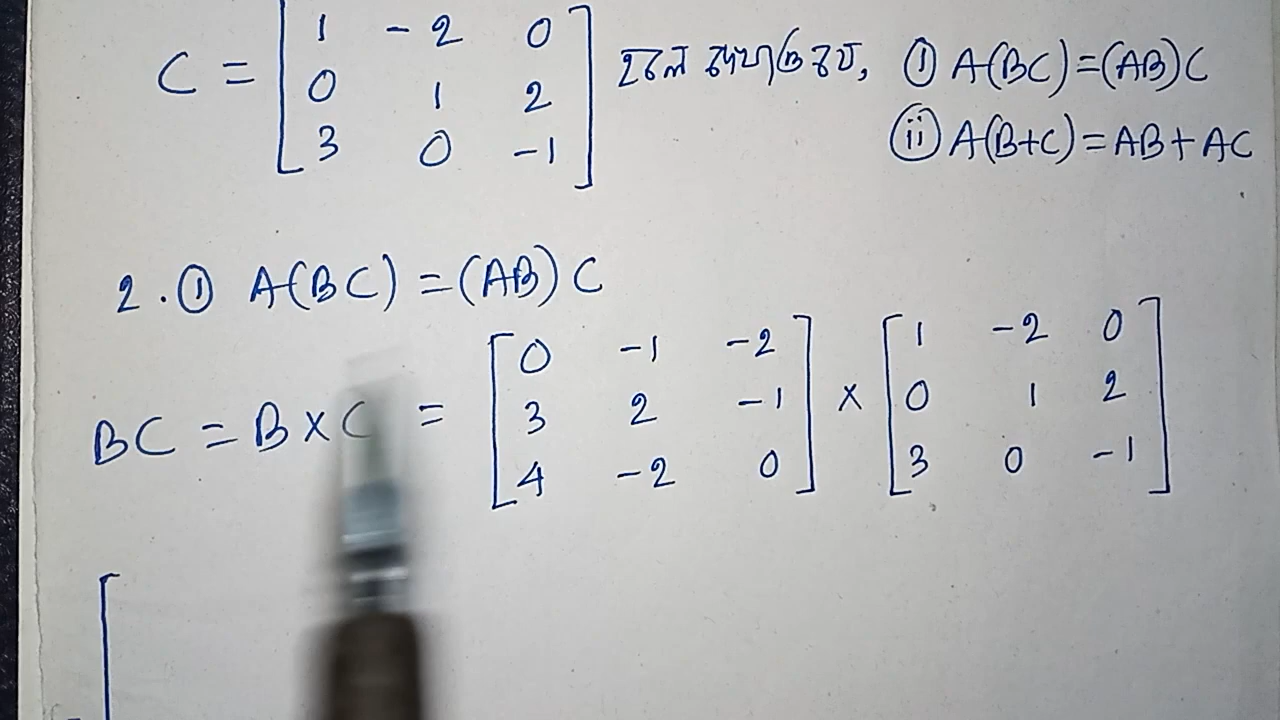 C = [ 1 -2 0 হলে দেখাও যে, (i) A(BC)=(AB)C
0 1 2
3 0 -1 ] (ii) A(B+C)=AB+AC
2. (i) A(BC) = (AB)C
BC = B×C = [ 0 -1 -2 ] × [ 1 -2 0 ]
[ 3 2 -1 ] [ 0 1 2 ]
[ 4 -2 0 ] [ 3 0 -1 ]
[